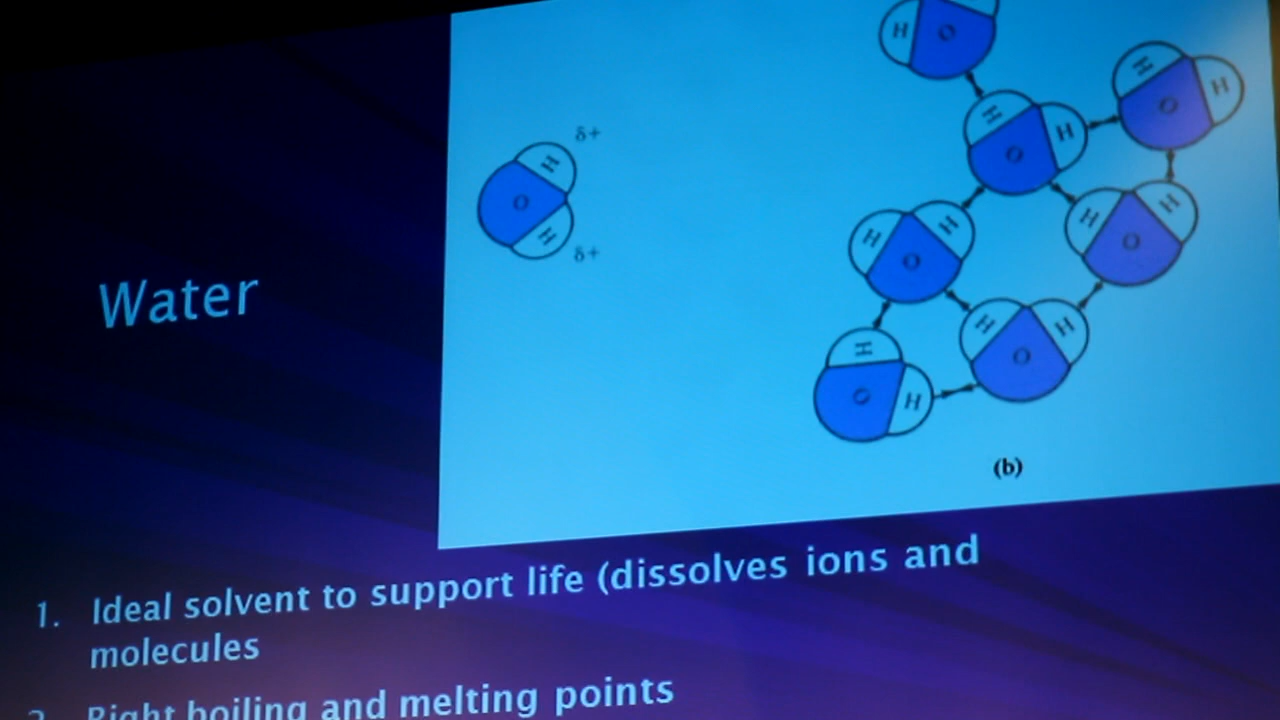 Water
δ+
H
O
H
δ+
H
O
H
O
H
H
O
H
H
O
H
H
O
H
H
O
H
H
O
H
(b)
1. Ideal solvent to support life (dissolves ions and
molecules
2. Right boiling and melting points